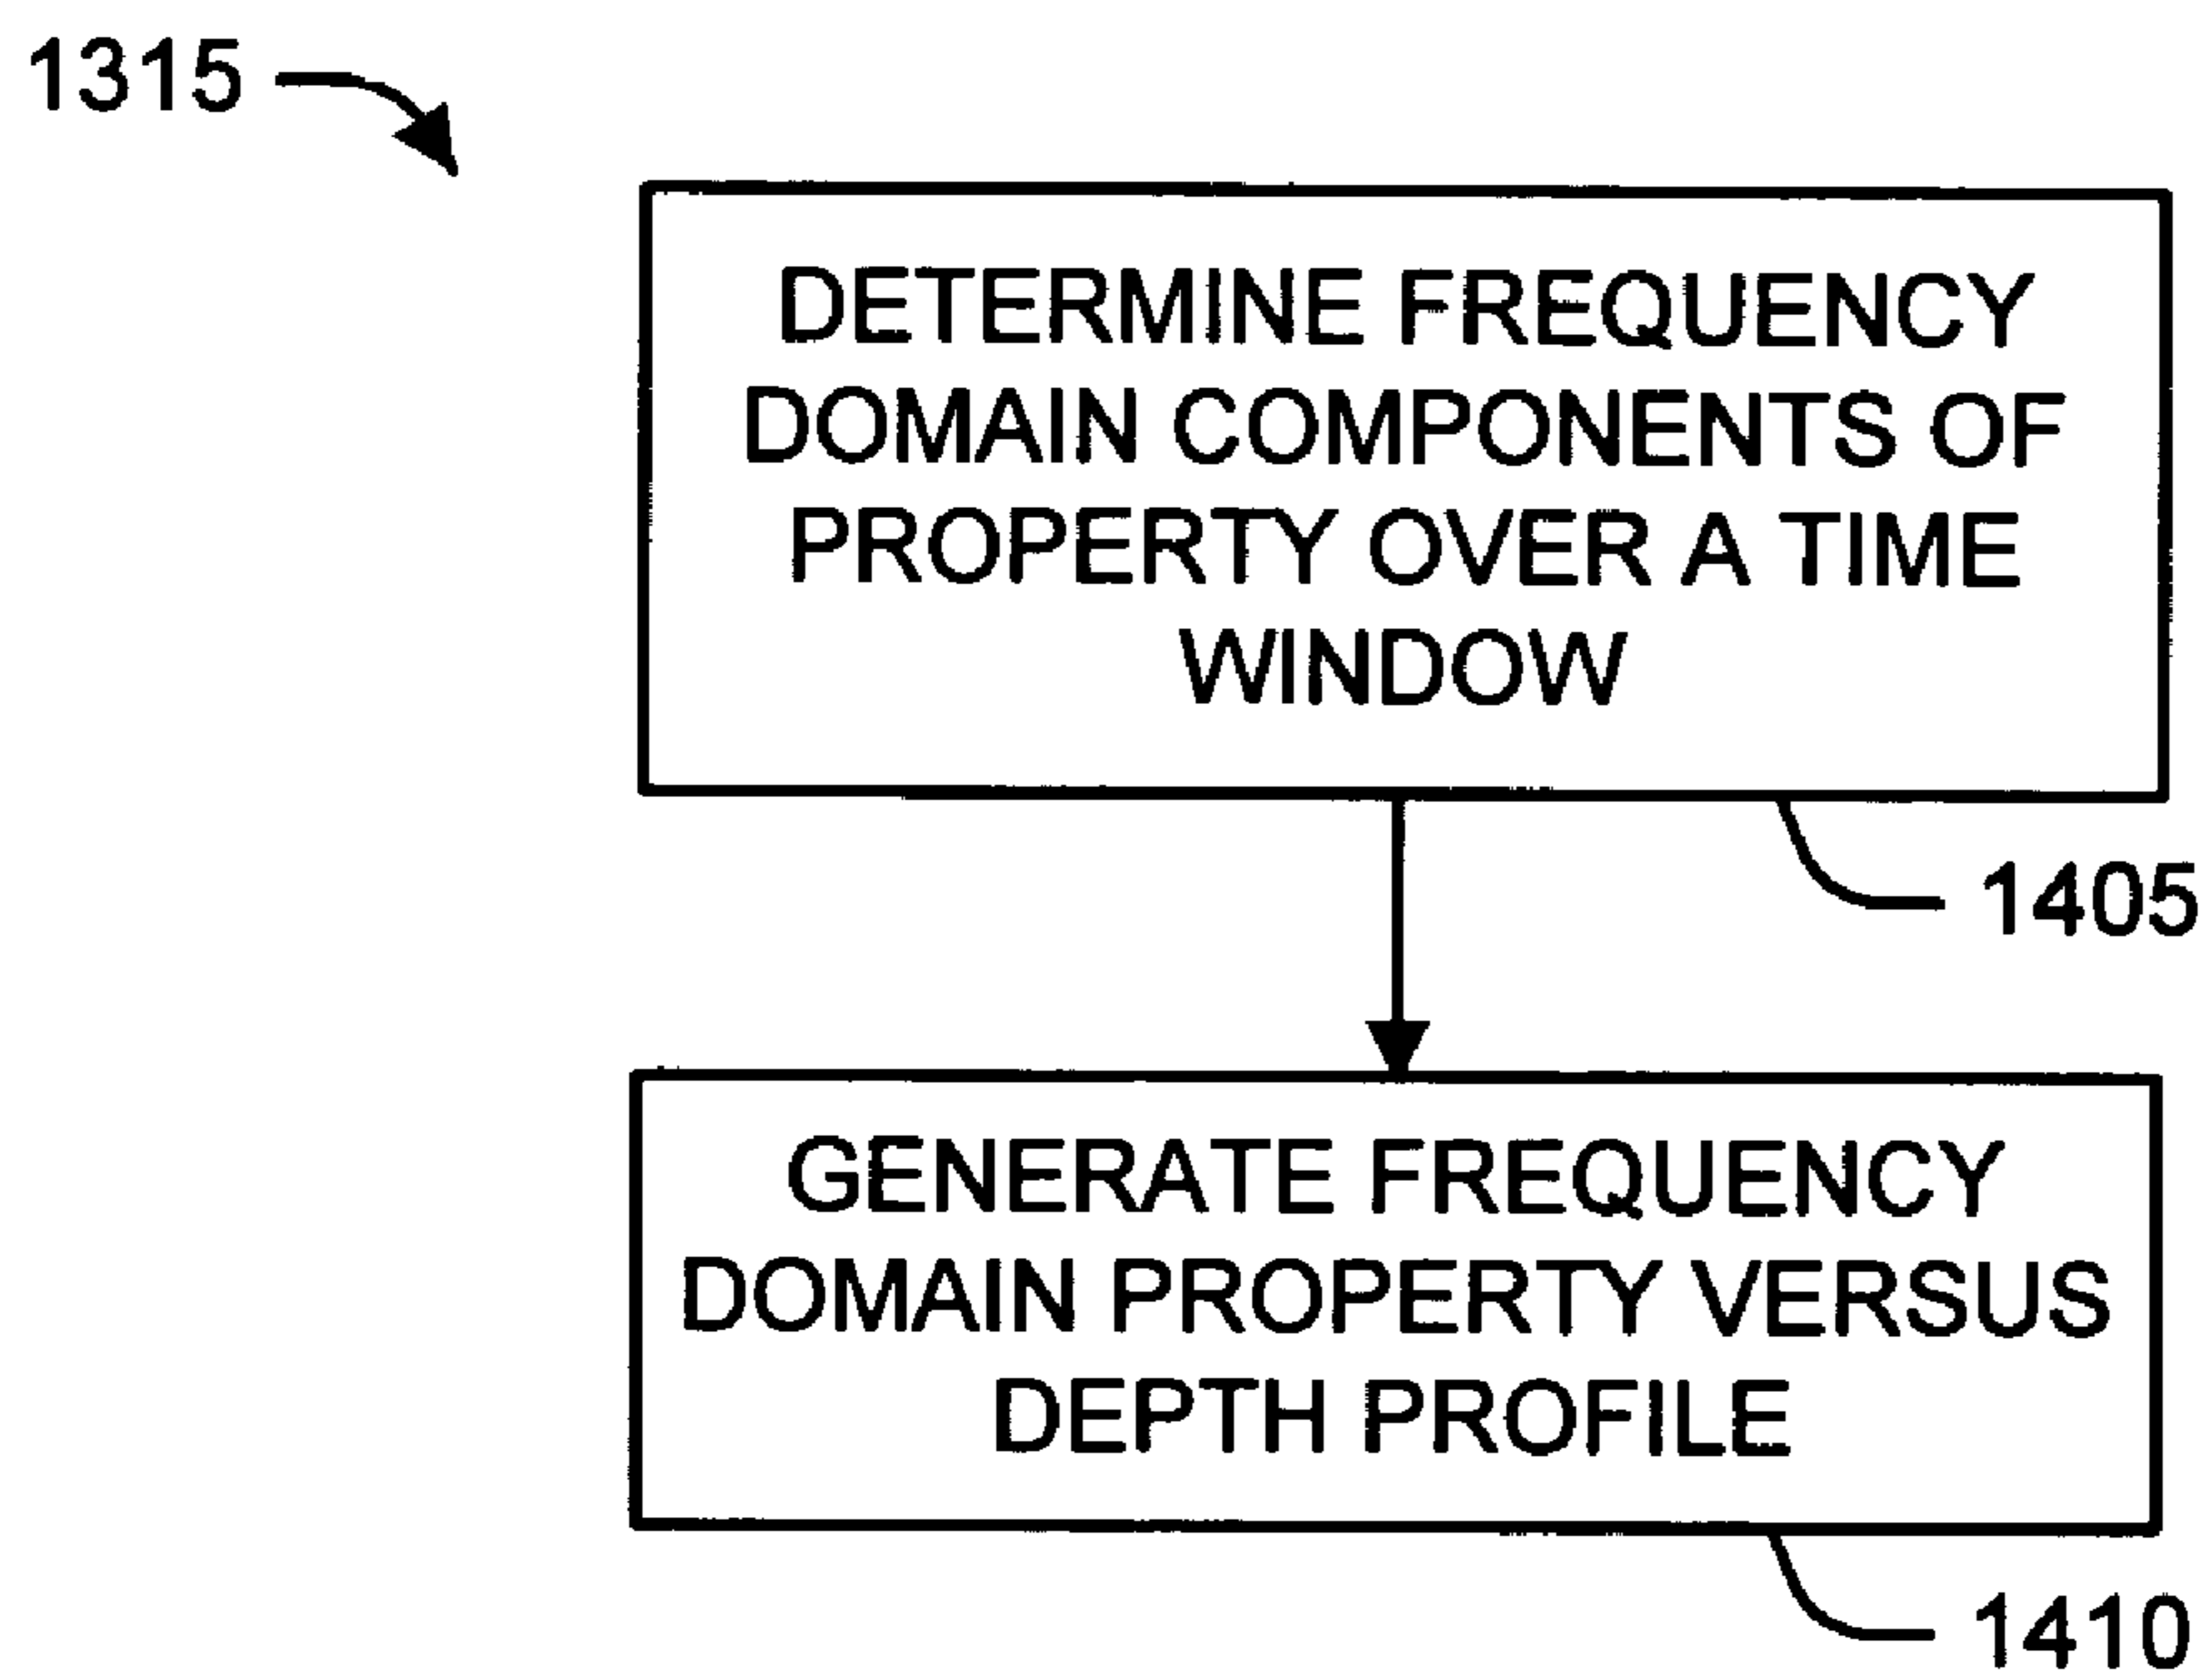 1315
DETERMINE FREQUENCY
DOMAIN COMPONENTS OF
PROPERTY OVER A TIME
WINDOW
1405
GENERATE FREQUENCY
DOMAIN PROPERTY VERSUS
DEPTH PROFILE
1410